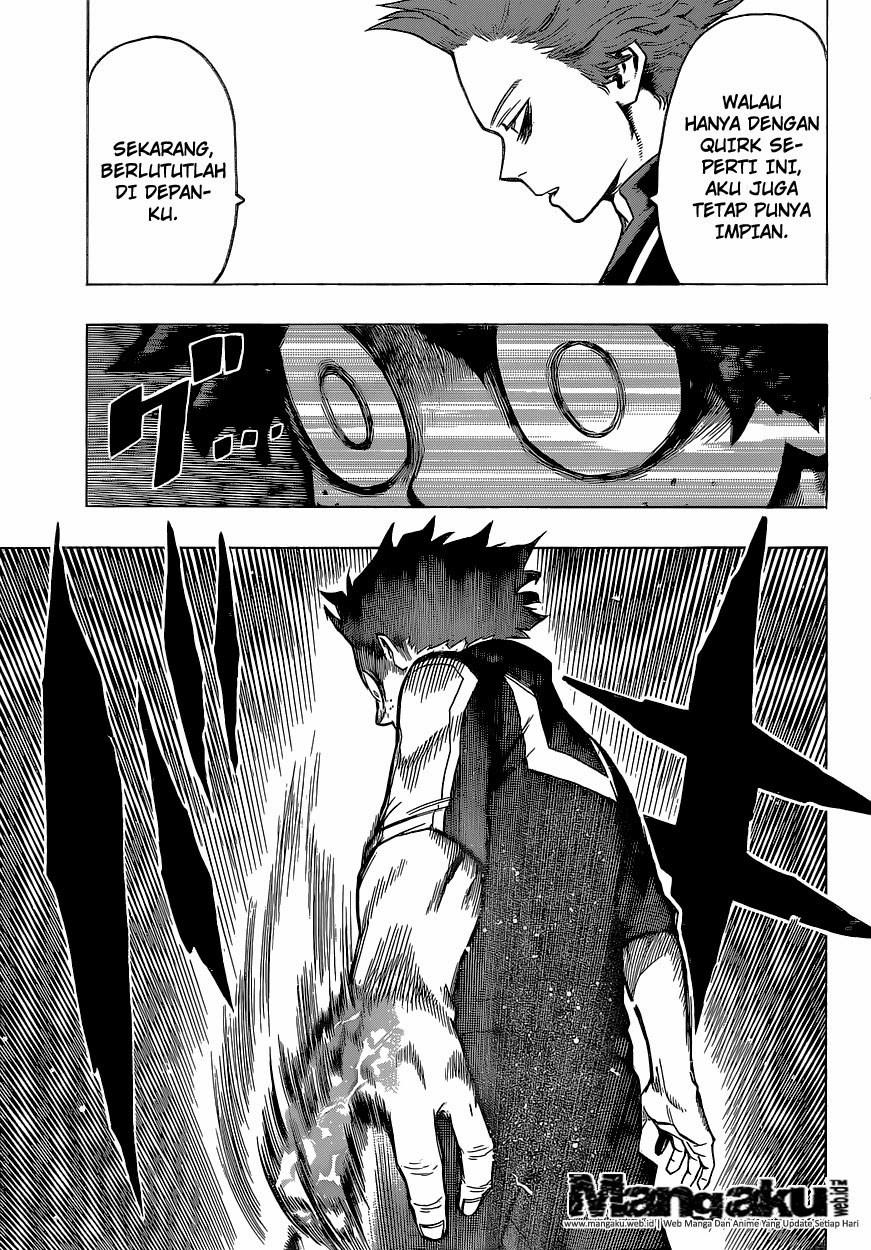 WALAU
HANYA DENGAN
QUIRK SE-
PERTI INI,
AKU JUGA
TETAP PUNYA
IMPIAN.
SEKARANG,
BERLUTUTLAH
DI DEPAN-
KU.
グ...
Mangaku
www.mangaku.web.id | Web Manga Dan Anime Yang Update Setiap Hari